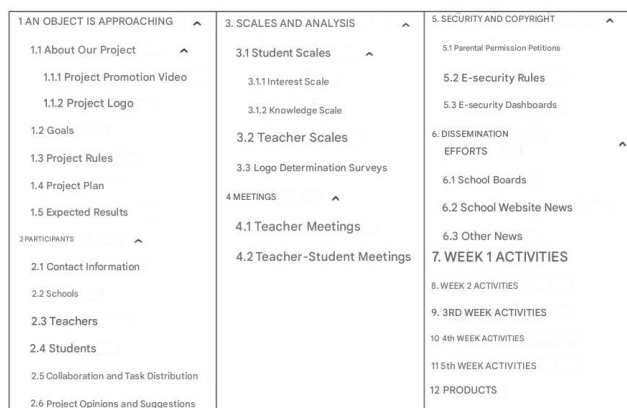 1 AN OBJECT IS APPROACHING
1.1 About Our Project
1.1.1 Project Promotion Video
1.1.2 Project Logo
1.2 Goals
1.3 Project Rules
1.4 Project Plan
1.5 Expected Results
2 PARTICIPANTS
2.1 Contact Information
2.2 Schools
2.3 Teachers
2.4 Students
2.5 Collaboration and Task Distribution
2.6 Project Opinions and Suggestions
3. SCALES AND ANALYSIS
3.1 Student Scales
3.1.1 Interest Scale
3.1.2 Knowledge Scale
3.2 Teacher Scales
3.3 Logo Determination Surveys
4 MEETINGS
4.1 Teacher Meetings
4.2 Teacher-Student Meetings
5. SECURITY AND COPYRIGHT
5.1 Parental Permission Petitions
5.2 E-security Rules
5.3 E-security Dashboards
6. DISSEMINATION
EFFORTS
6.1 School Boards
6.2 School Website News
6.3 Other News
7. WEEK 1 ACTIVITIES
8. WEEK 2 ACTIVITIES
9. 3RD WEEK ACTIVITIES
10 4th WEEK ACTIVITIES
11 5th WEEK ACTIVITIES
12 PRODUCTS